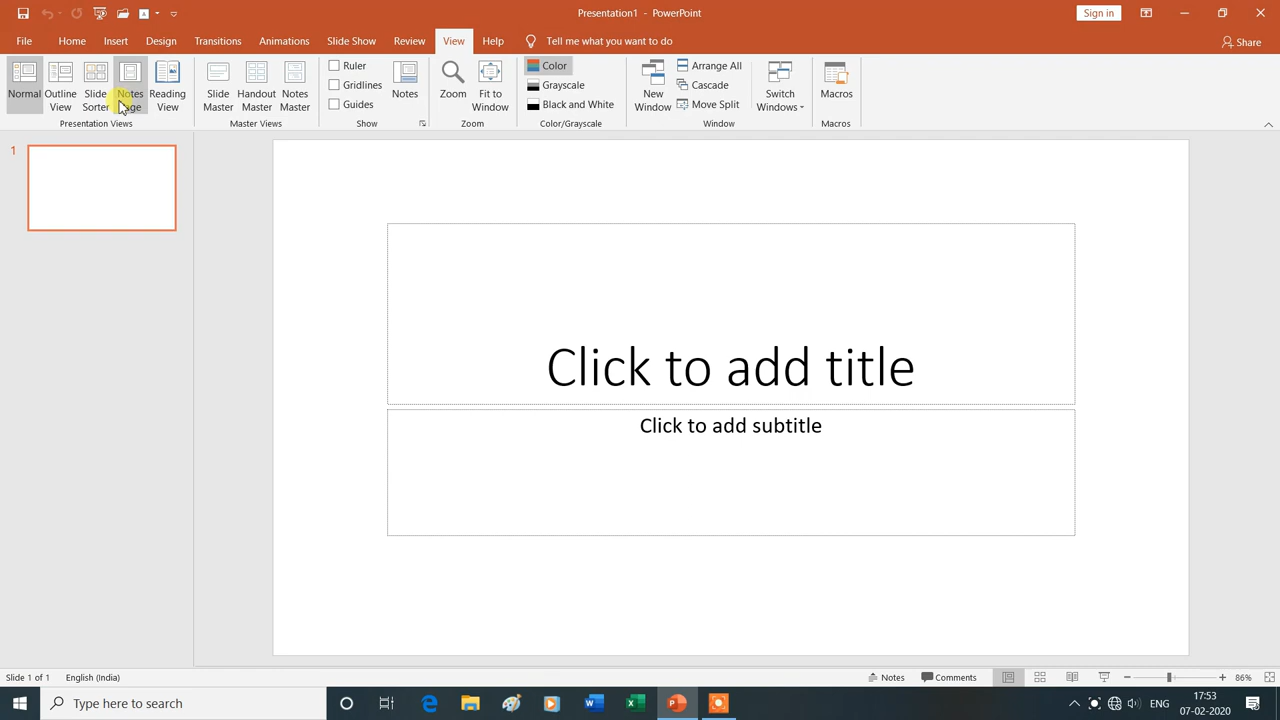 Presentation1 - PowerPoint
Sign in
File Home Insert Design Transitions Animations Slide Show Review View Help Tell me what you want to do
Share
Normal Outline View Slide Sorter Notes Page Reading View
Presentation Views
Slide Master Handout Master Notes Master
Master Views
Ruler
Gridlines
Guides
Notes
Show
Zoom Fit to Window
Zoom
Color
Grayscale
Black and White
Color/Grayscale
New Window
Arrange All
Cascade
Move Split
Switch Windows
Window
Macros
Macros
1
Click to add title
Click to add subtitle
Slide 1 of 1 English (India)
Notes Comments 86%
Type here to search
ENG
17:53
07-02-2020